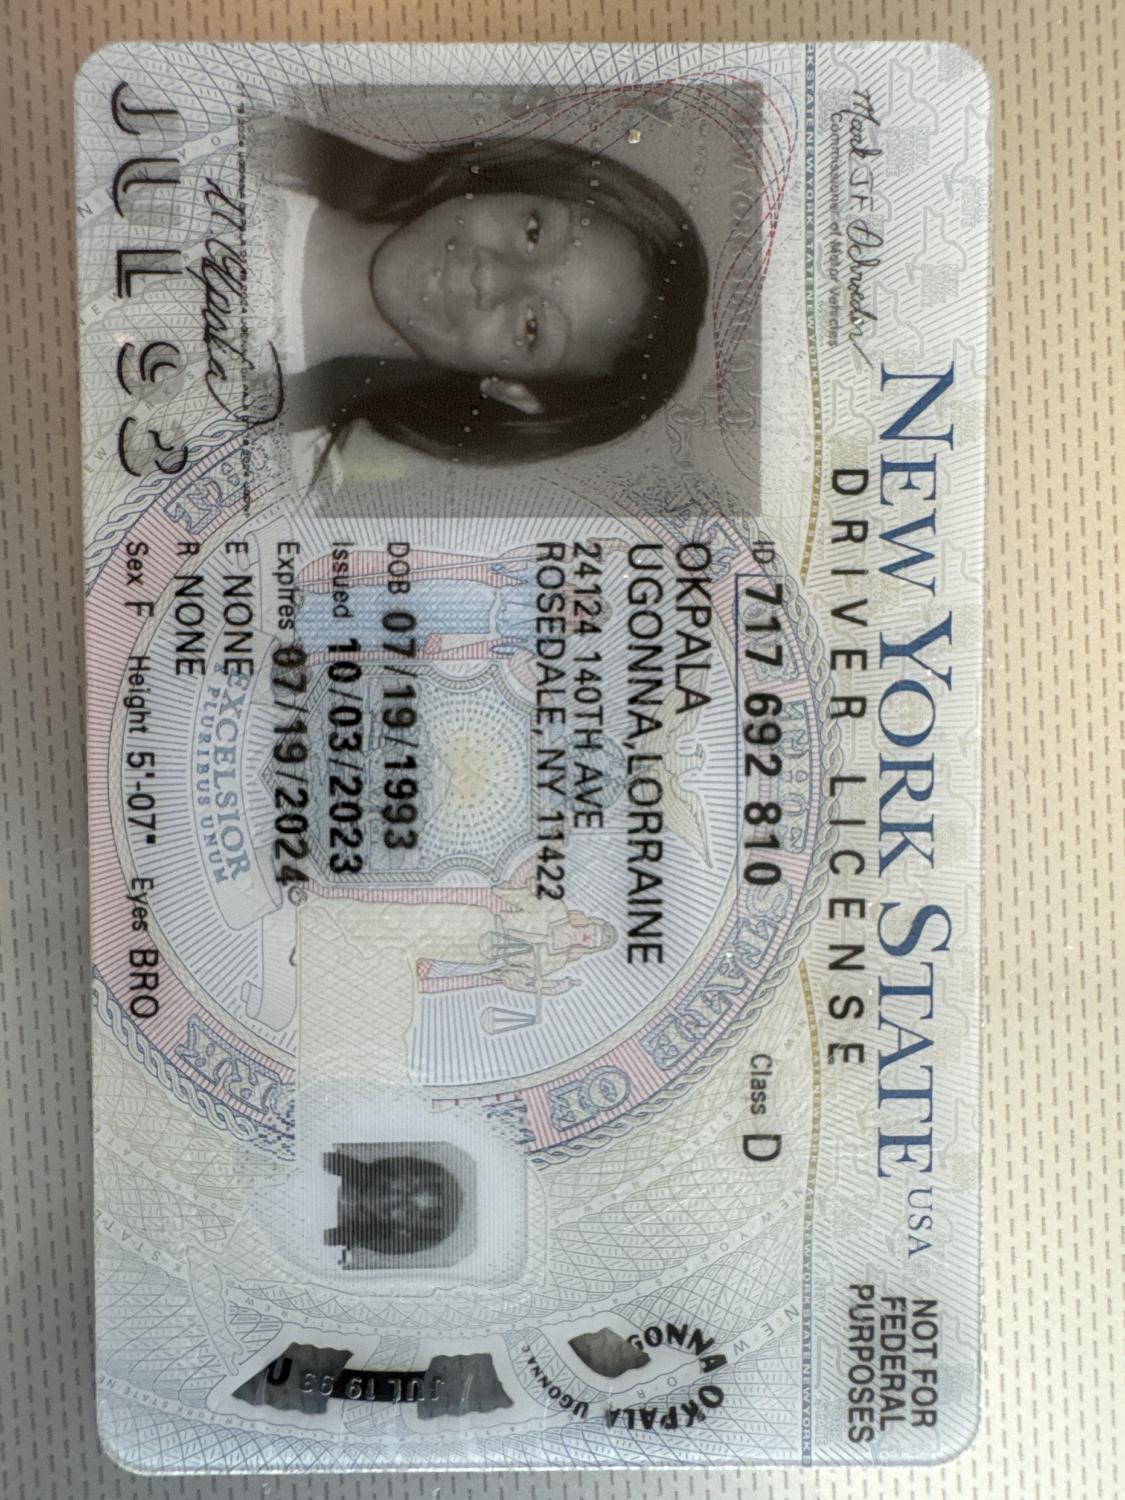 NEW YORK STATE USA
DRIVER LICENSE
NOT FOR
FEDERAL
PURPOSES
Commissioner of Motor Vehicles
ID 717 692 810 Class D
OKPALA
UGONNA,LORRAINE
24124 140TH AVE
ROSEDALE, NY 11422
DOB 07/19/1993
Issued 10/03/2023
Expires 07/19/2024
E NONE
R NONE
Sex F Height 5'-07" Eyes BRO
EXCELSIOR
E PLURIBUS UNUM
JUL 93
JUL 19 93
OKPALA UGONNA